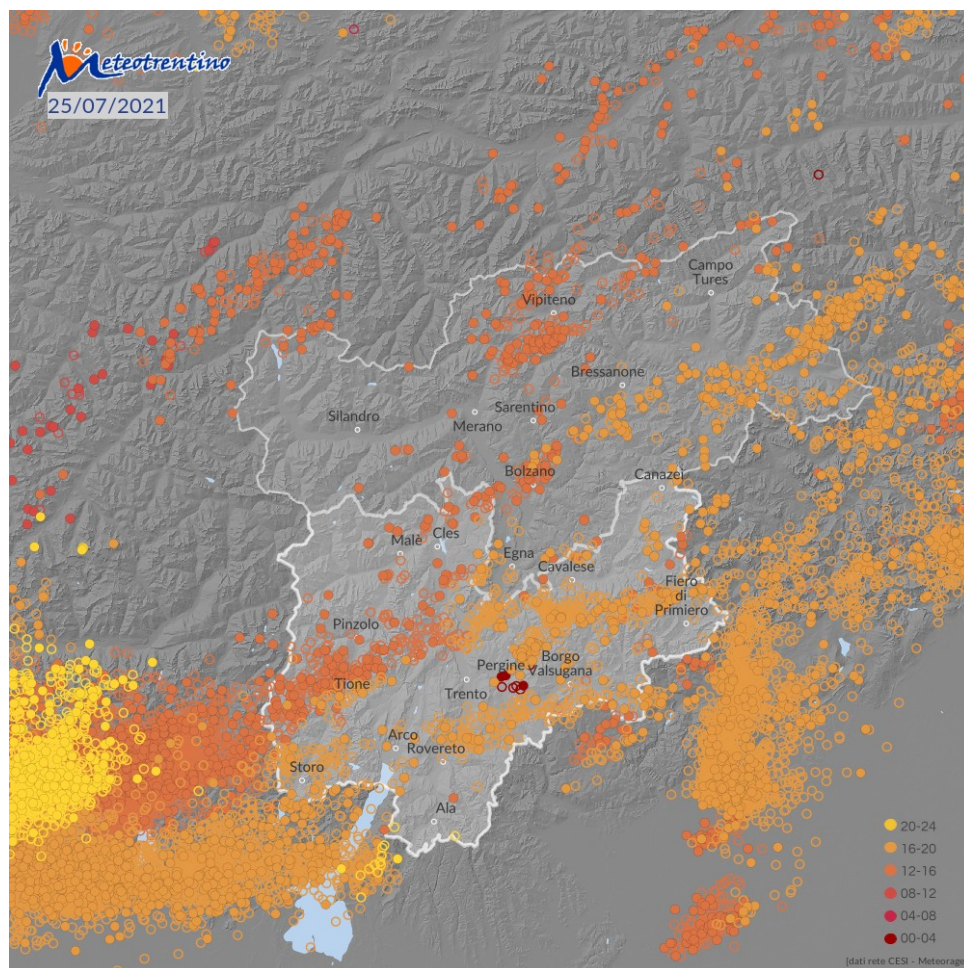 Meteotrentino
25/07/2021
Campo
Tures
Vipiteno
Bressanone
Silandro
Sarentino
Merano
Bolzano
Canazei
Malè
Cles
Egna
Cavalese
Fiero
di
Primiero
Pinzolo
Borgo
Pergine
Valsugana
Tione
Trento
Arco
Rovereto
Storo
Ala
20-24
16-20
12-16
08-12
04-08
00-04
[dati rete CESI - Meteorage